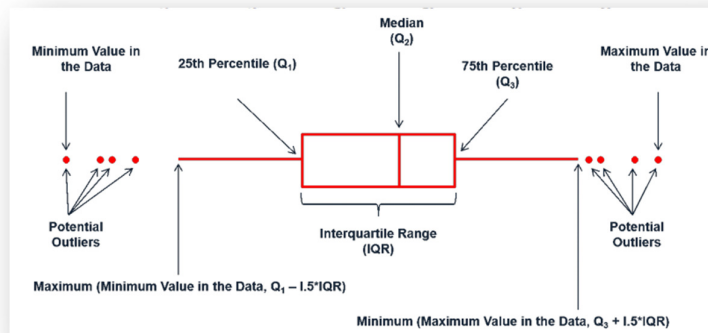 Median
(Q₂)
Minimum Value in
the Data
Maximum Value in
the Data
25th Percentile (Q₁)
75th Percentile
(Q₃)
Potential
Outliers
Interquartile Range
(IQR)
Potential
Outliers
Maximum (Minimum Value in the Data, Q₁ – 1.5*IQR)
Minimum (Maximum Value in the Data, Q₃ + 1.5*IQR)